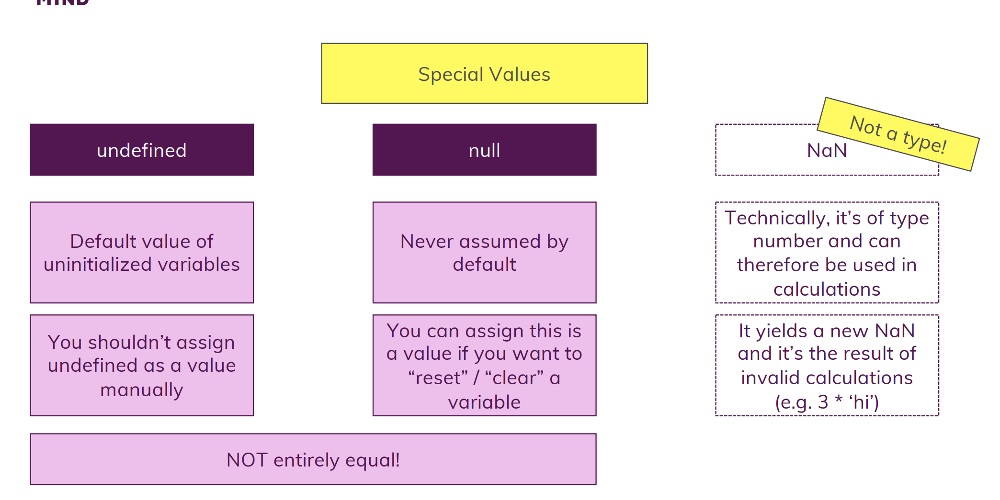 MIND
Special Values
undefined
null
NaN
Not a type!
Default value of
uninitialized variables
Never assumed by
default
Technically, it’s of type
number and can
therefore be used in
calculations
You shouldn’t assign
undefined as a value
manually
You can assign this is
a value if you want to
“reset” / “clear” a
variable
It yields a new NaN
and it’s the result of
invalid calculations
(e.g. 3 * ‘hi’)
NOT entirely equal!